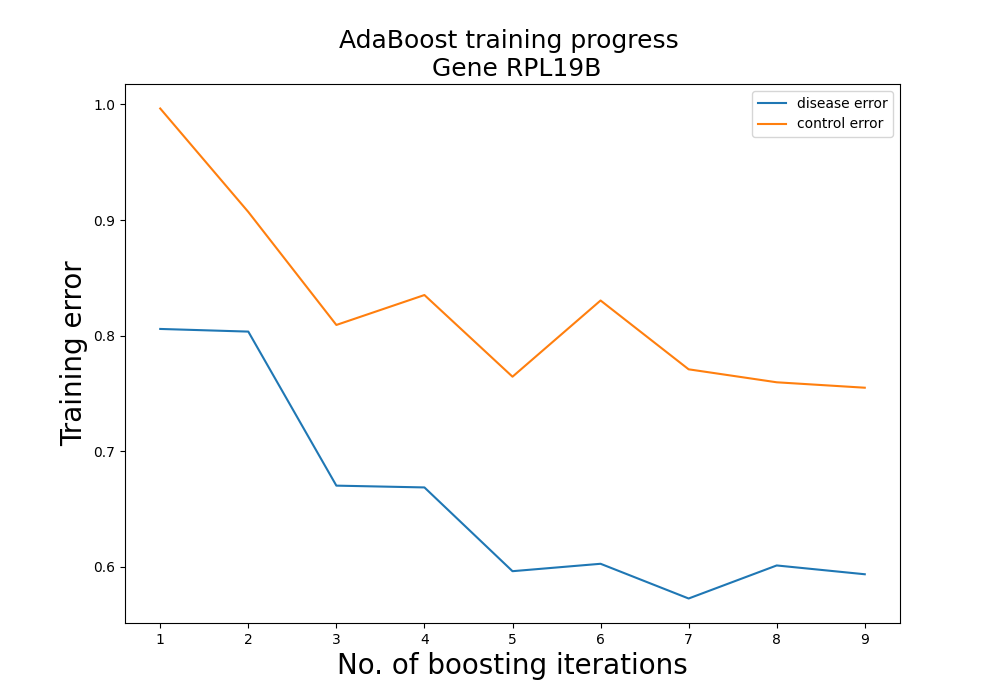 AdaBoost training progress
Gene RPL19B
disease error
control error
Training error
1.0
0.9
0.8
0.7
0.6
1 2 3 4 5 6 7 8 9
No. of boosting iterations